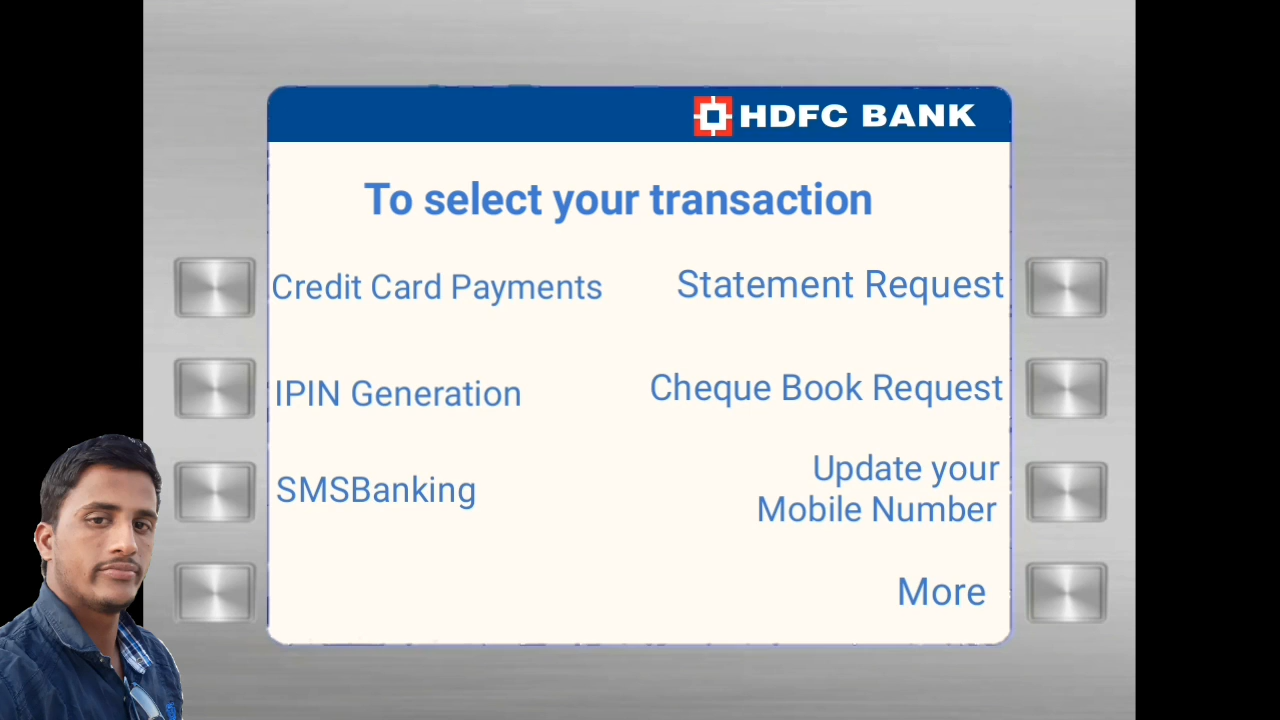 HDFC BANK
To select your transaction
Credit Card Payments
Statement Request
IPIN Generation
Cheque Book Request
SMSBanking
Update your
Mobile Number
More